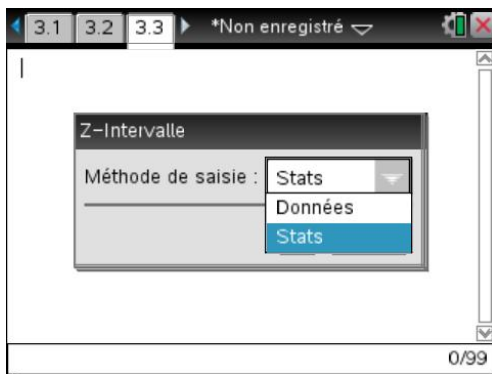 3.1 3.2 3.3 *Non enregistré
Z-Intervalle
Méthode de saisie : Stats
Données
Stats
0/99